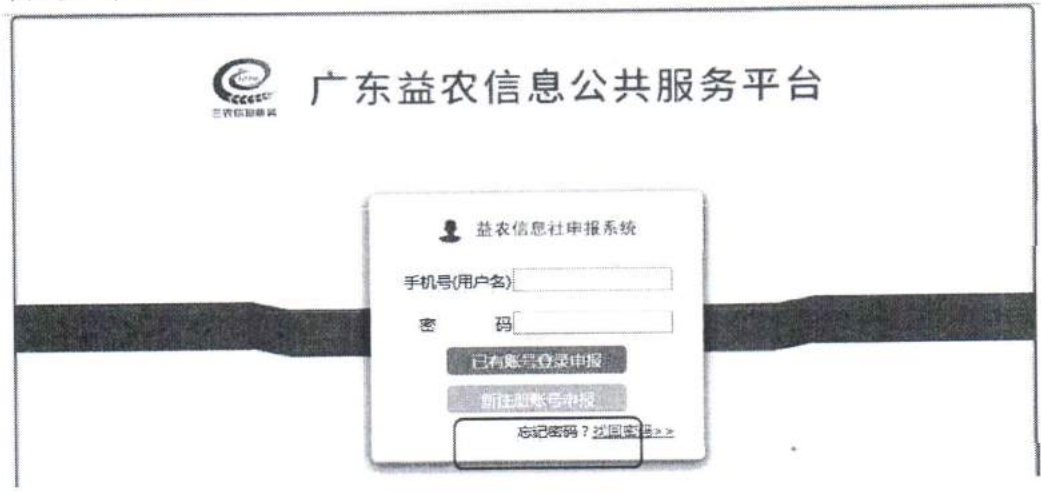 广东益农信息公共服务平台
益农信息社申报系统
手机号(用户名)
密 码
已有账号登录申报
新注册账号申报
忘记密码？找回密码>>